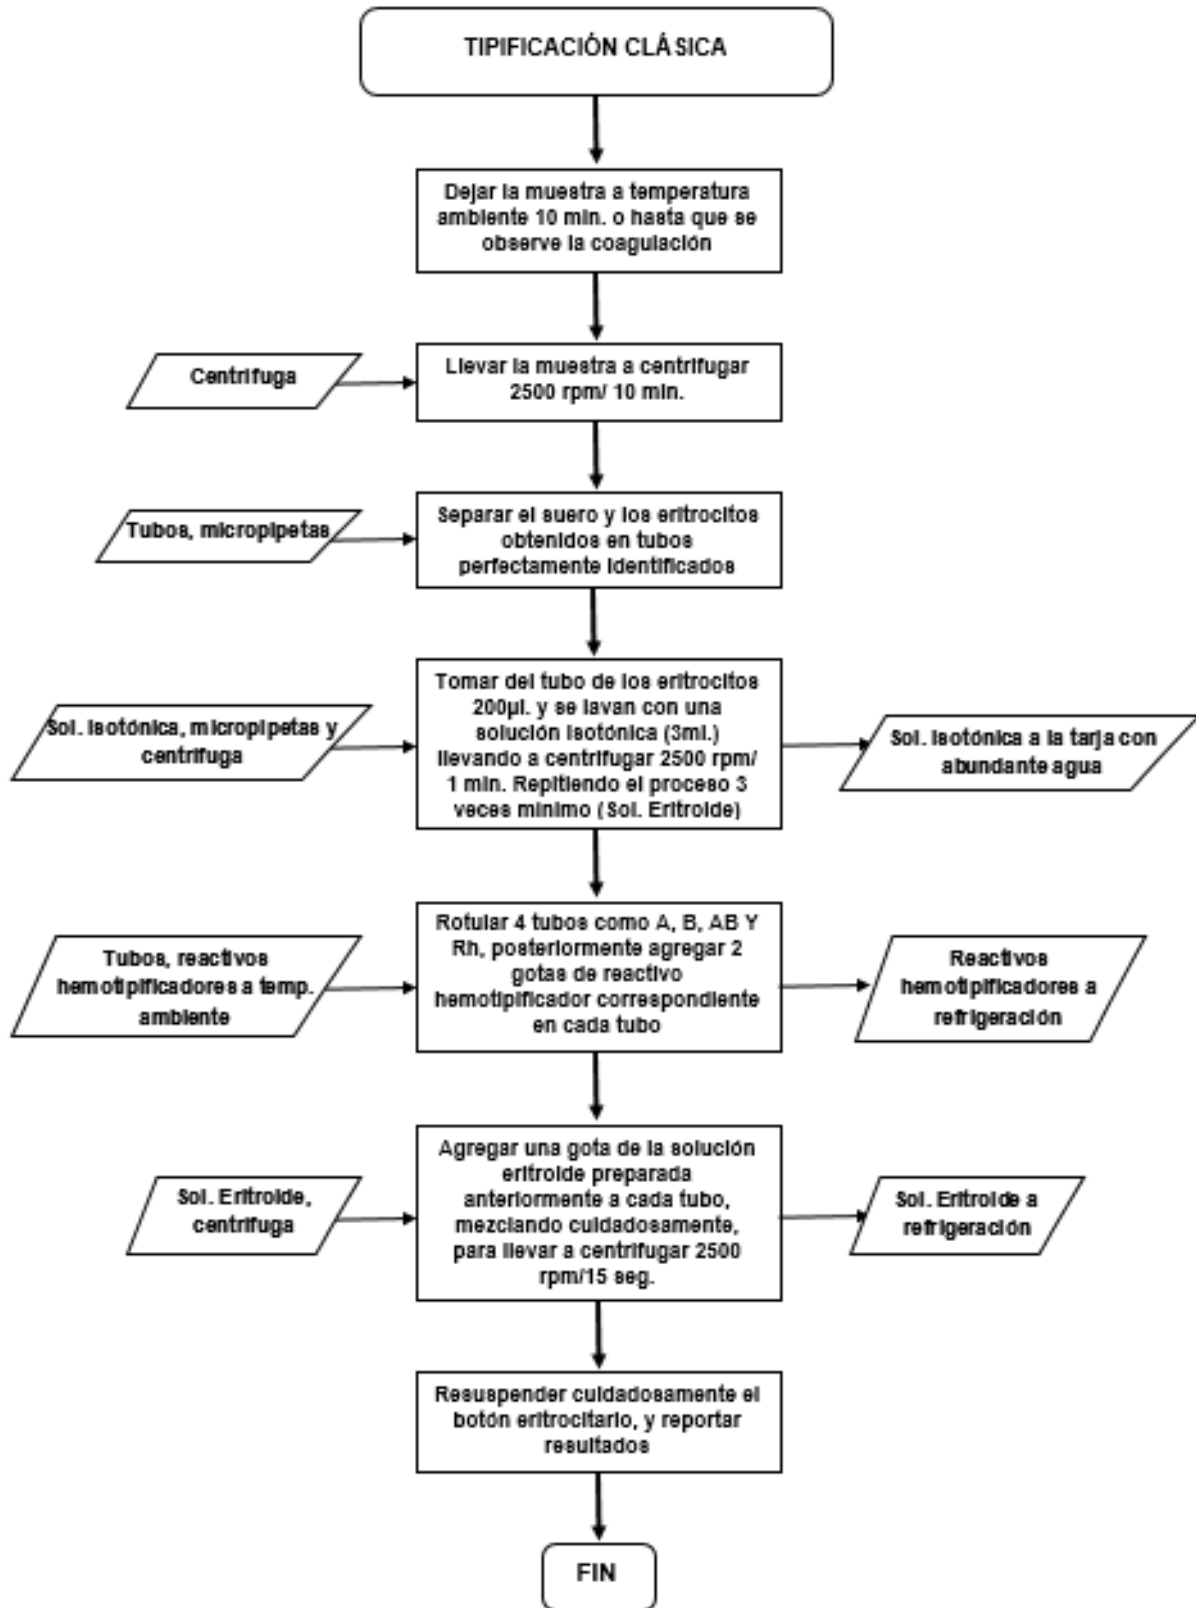 TIPIFICACIÓN CLÁSICA
Dejar la muestra a temperatura
ambiente 10 min. o hasta que se
observe la coagulación
Centrifuga
Llevar la muestra a centrifugar
2500 rpm/ 10 min.
Tubos, micropipetas
Separar el suero y los eritrocitos
obtenidos en tubos
perfectamente identificados
Sol. Isotónica, micropipetas y
centrifuga
Tomar del tubo de los eritrocitos
200µl. y se lavan con una
solución isotónica (3ml.)
llevando a centrifugar 2500 rpm/
1 min. Repitiendo el proceso 3
veces minimo (Sol. Eritroide)
Sol. Isotónica a la tarja con
abundante agua
Tubos, reactivos
hemotipificadores a temp.
ambiente
Rotular 4 tubos como A, B, AB Y
Rh, posteriormente agregar 2
gotas de reactivo
hemotipificador correspondiente
en cada tubo
Reactivos
hemotipificadores a
refrigeración
Sol. Eritroide,
centrifuga
Agregar una gota de la solución
eritroide preparada
anteriormente a cada tubo,
mezclando cuidadosamente,
para llevar a centrifugar 2500
rpm/15 seg.
Sol. Eritroide a
refrigeración
Resuspender cuidadosamente el
botón eritrocitario, y reportar
resultados
FIN